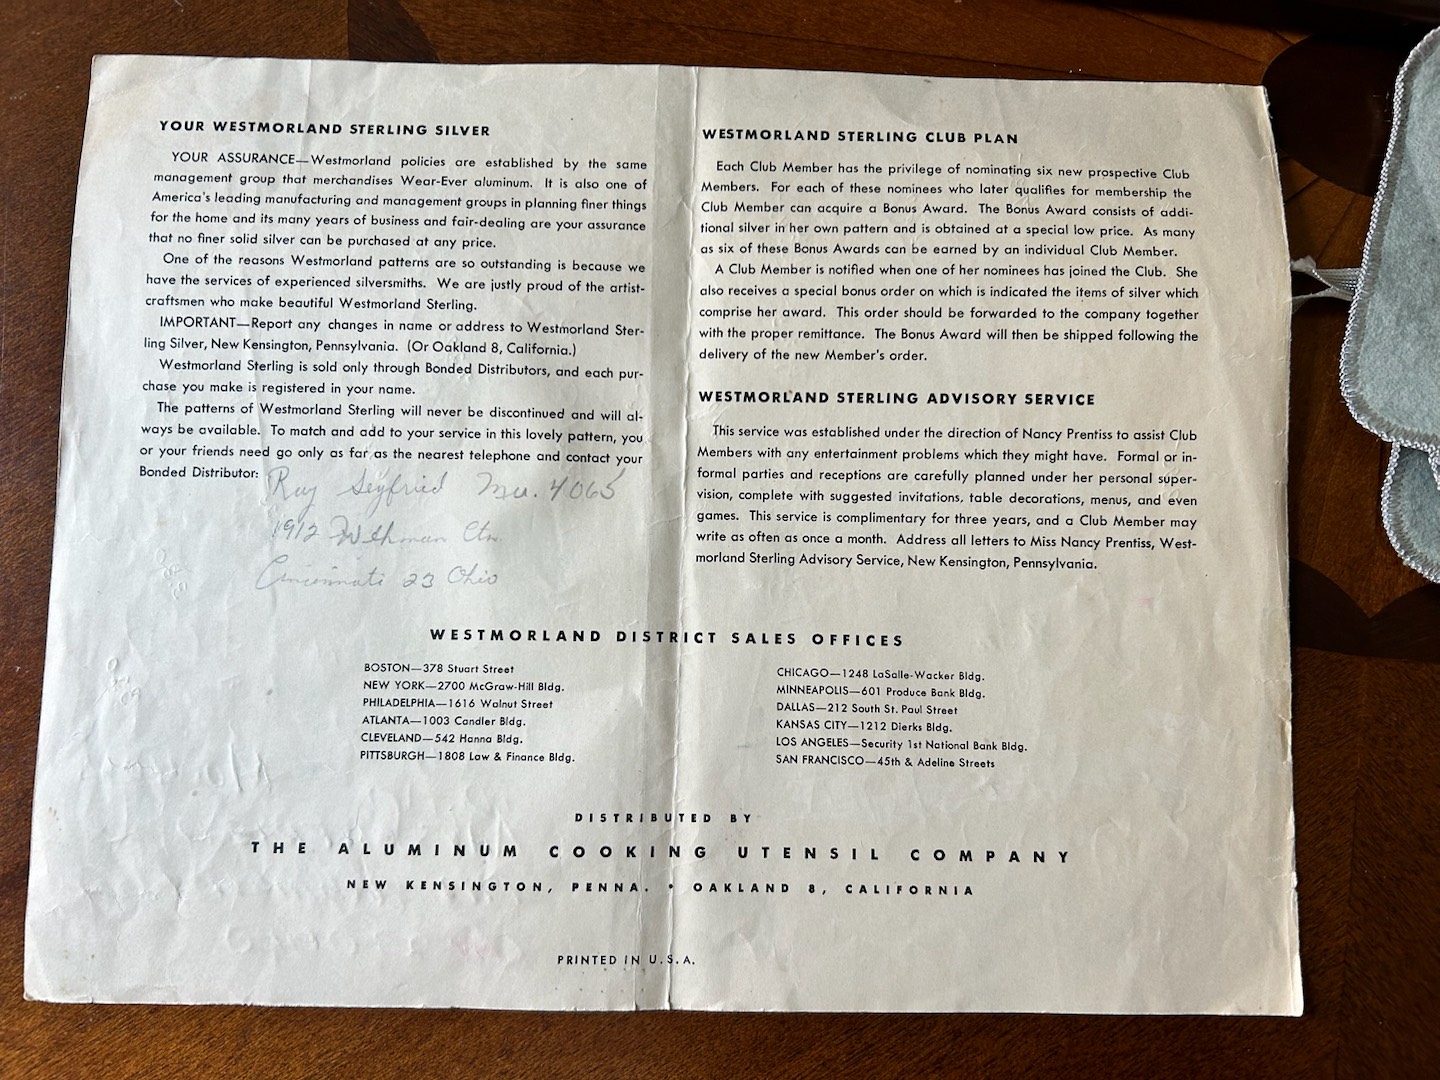 YOUR WESTMORLAND STERLING SILVER
YOUR ASSURANCE—Westmorland policies are established by the same
management group that merchandises Wear-Ever aluminum. It is also one of
America's leading manufacturing and management groups in planning finer things
for the home and its many years of business and fair-dealing are your assurance
that no finer solid silver can be purchased at any price.
One of the reasons Westmorland patterns are so outstanding is because we
have the services of experienced silversmiths. We are justly proud of the artist-
craftsmen who make beautiful Westmorland Sterling.
IMPORTANT—Report any changes in name or address to Westmorland Ster-
ling Silver, New Kensington, Pennsylvania. (Or Oakland 8, California.)
Westmorland Sterling is sold only through Bonded Distributors, and each pur-
chase you make is registered in your name.
The patterns of Westmorland Sterling will never be discontinued and will al-
ways be available. To match and add to your service in this lovely pattern, you
or your friends need go only as far as the nearest telephone and contact your
Bonded Distributor: Ray Seyfried Mu. 4065
1912
Cincinnati 23 Ohio
WESTMORLAND STERLING CLUB PLAN
Each Club Member has the privilege of nominating six new prospective Club
Members. For each of these nominees who later qualifies for membership the
Club Member can acquire a Bonus Award. The Bonus Award consists of addi-
tional silver in her own pattern and is obtained at a special low price. As many
as six of these Bonus Awards can be earned by an individual Club Member.
A Club Member is notified when one of her nominees has joined the Club. She
also receives a special bonus order on which is indicated the items of silver which
comprise her award. This order should be forwarded to the company together
with the proper remittance. The Bonus Award will then be shipped following the
delivery of the new Member's order.
WESTMORLAND STERLING ADVISORY SERVICE
This service was established under the direction of Nancy Prentiss to assist Club
Members with any entertainment problems which they might have. Formal or in-
formal parties and receptions are carefully planned under her personal super-
vision, complete with suggested invitations, table decorations, menus, and even
games. This service is complimentary for three years, and a Club Member may
write as often as once a month. Address all letters to Miss Nancy Prentiss, West-
morland Sterling Advisory Service, New Kensington, Pennsylvania.
WESTMORLAND DISTRICT SALES OFFICES
BOSTON—378 Stuart Street
NEW YORK—2700 McGraw-Hill Bldg.
PHILADELPHIA—1616 Walnut Street
ATLANTA—1003 Candler Bldg.
CLEVELAND—542 Hanna Bldg.
PITTSBURGH—1808 Law & Finance Bldg.
CHICAGO—1248 LaSalle-Wacker Bldg.
MINNEAPOLIS—601 Produce Bank Bldg.
DALLAS—212 South St. Paul Street
KANSAS CITY—1212 Dierks Bldg.
LOS ANGELES—Security 1st National Bank Bldg.
SAN FRANCISCO—45th & Adeline Streets
DISTRIBUTED BY
THE ALUMINUM COOKING UTENSIL COMPANY
NEW KENSINGTON, PENNA. • OAKLAND 8, CALIFORNIA
PRINTED IN U.S.A.